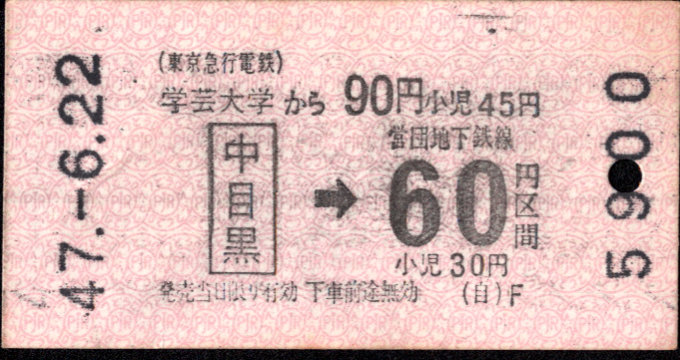 47.-6.22
(東京急行電鉄)
学芸大学から 90円 小児45円
営団地下鉄線
中目黒 ➡ 60円区間
小児30円
発売当日限り有効 下車前途無効 (自)F
5900